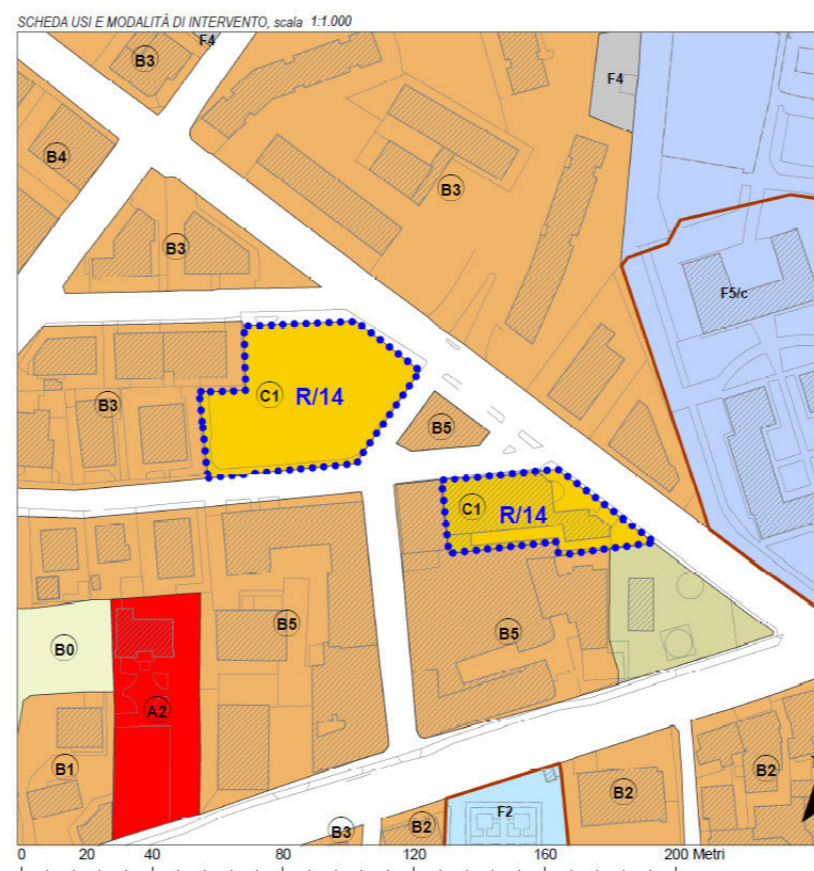 SCHEDA USI E MODALITÀ DI INTERVENTO, scala 1:1.000
F4
B3
F4
B4
B3
B3
F5/c
C1 R/14
B3
B5
C1
R/14
B5
B5
B0
A2
B1
B2
B2
F2
B3
B2
0 20 40 80 120 160 200 Metri